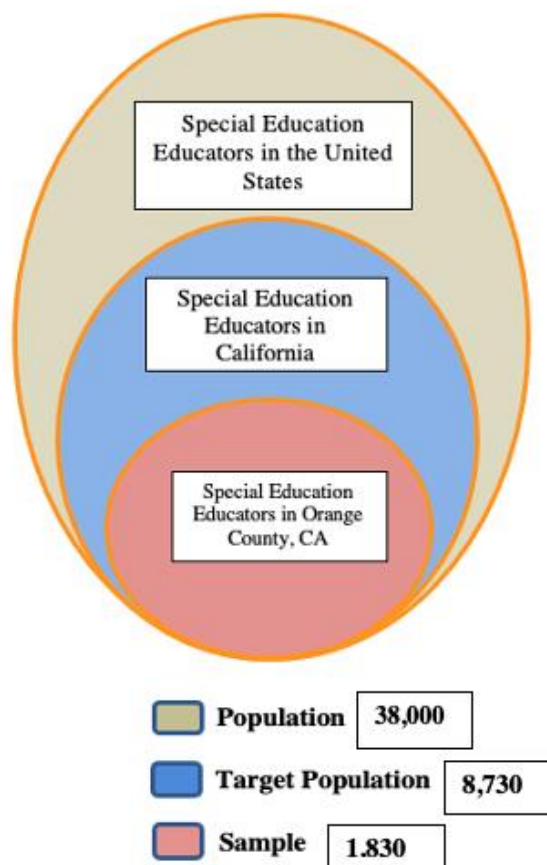 Special Education
Educators in the United
States
Special Education
Educators in
California
Special Education
Educators in Orange
County, CA
Population 38,000
Target Population 8,730
Sample 1.830